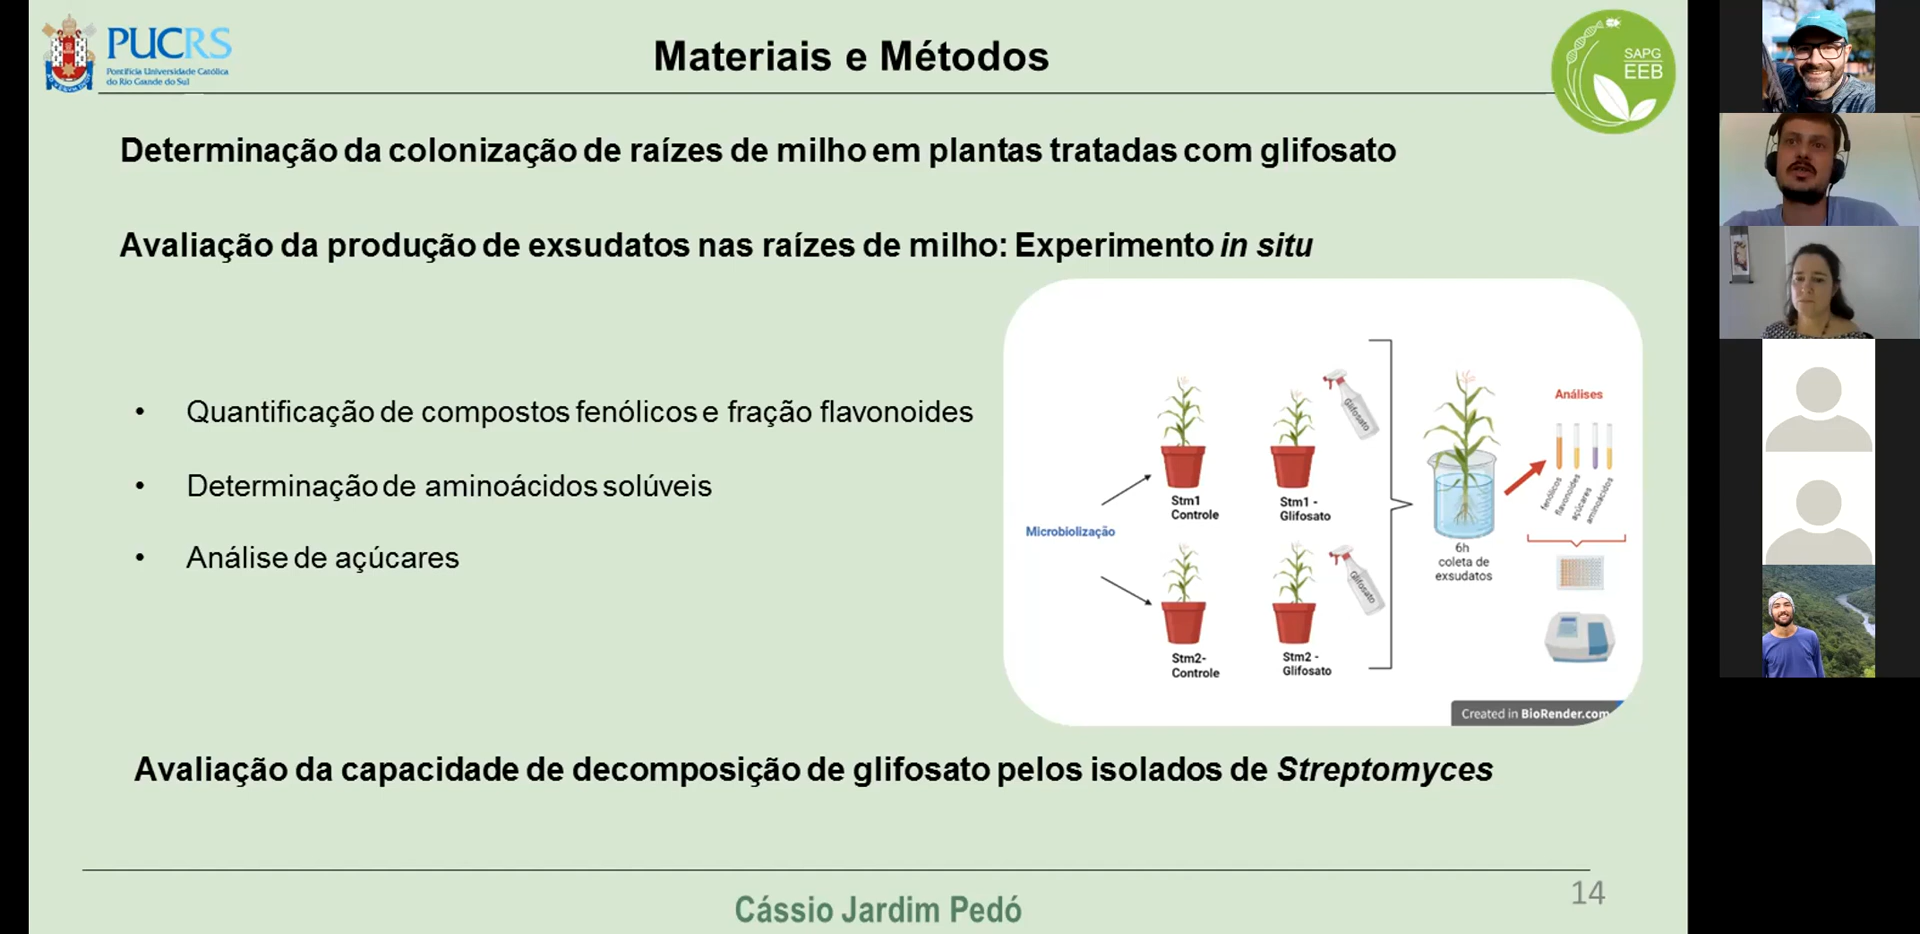 PUCRS
Pontifícia Universidade Católica
do Rio Grande do Sul
Materiais e Métodos
SAPG
EEB
Determinação da colonização de raízes de milho em plantas tratadas com glifosato
Avaliação da produção de exsudatos nas raízes de milho: Experimento in situ
• Quantificação de compostos fenólicos e fração flavonoides
• Determinação de aminoácidos solúveis
• Análise de açúcares
Microbiolização
Stm1
Controle
Stm1 -
Glifosato
Glifosato
Stm2-
Controle
Stm2 -
Glifosato
Glifosato
6h
coleta de
exsudatos
Análises
fenólicos
flavonoides
açúcares
aminoácidos
Created in BioRender.com
Avaliação da capacidade de decomposição de glifosato pelos isolados de Streptomyces
Cássio Jardim Pedó
14